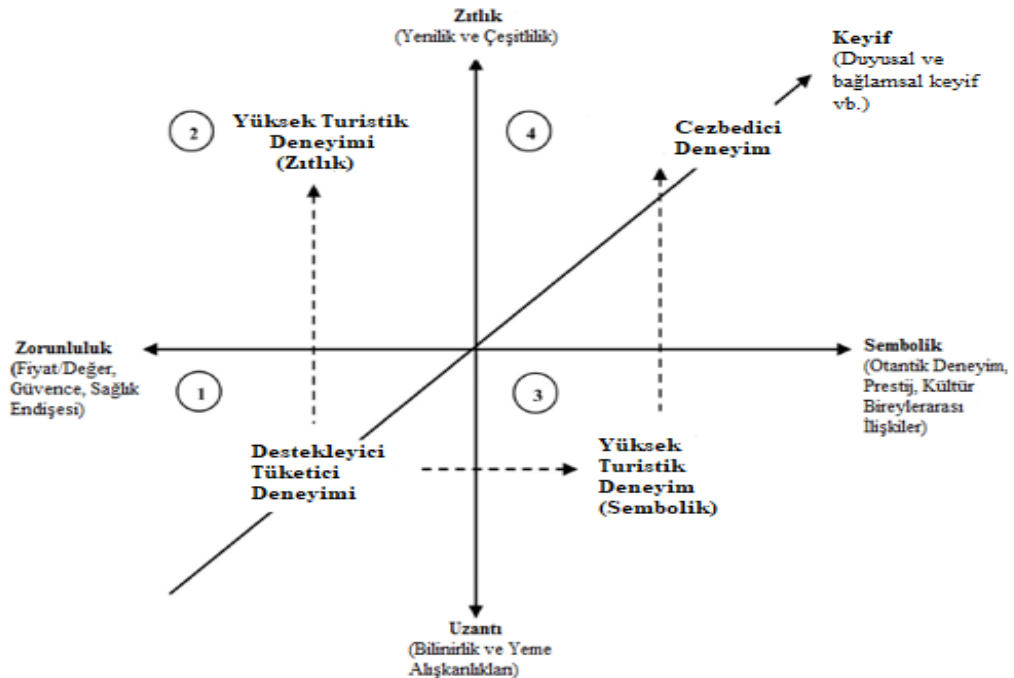 Zıtlık
(Yenilik ve Çeşitlilik)
Keyif
(Duyusal ve
bağlamsal keyif
vb.)
2
Yüksek Turistik
Deneyimi
(Zıtlık)
4
Cezbedici
Deneyim
Zorunluluk
(Fiyat/Değer,
Güvence, Sağlık
Endişesi)
1
3
Sembolik
(Otantik Deneyim,
Prestij, Kültür
Bireylerarası
İlişkiler)
Destekleyici
Tüketici
Deneyimi
Yüksek
Turistik
Deneyim
(Sembolik)
Uzantı
(Bilinirlik ve Yeme
Alışkanlıkları)